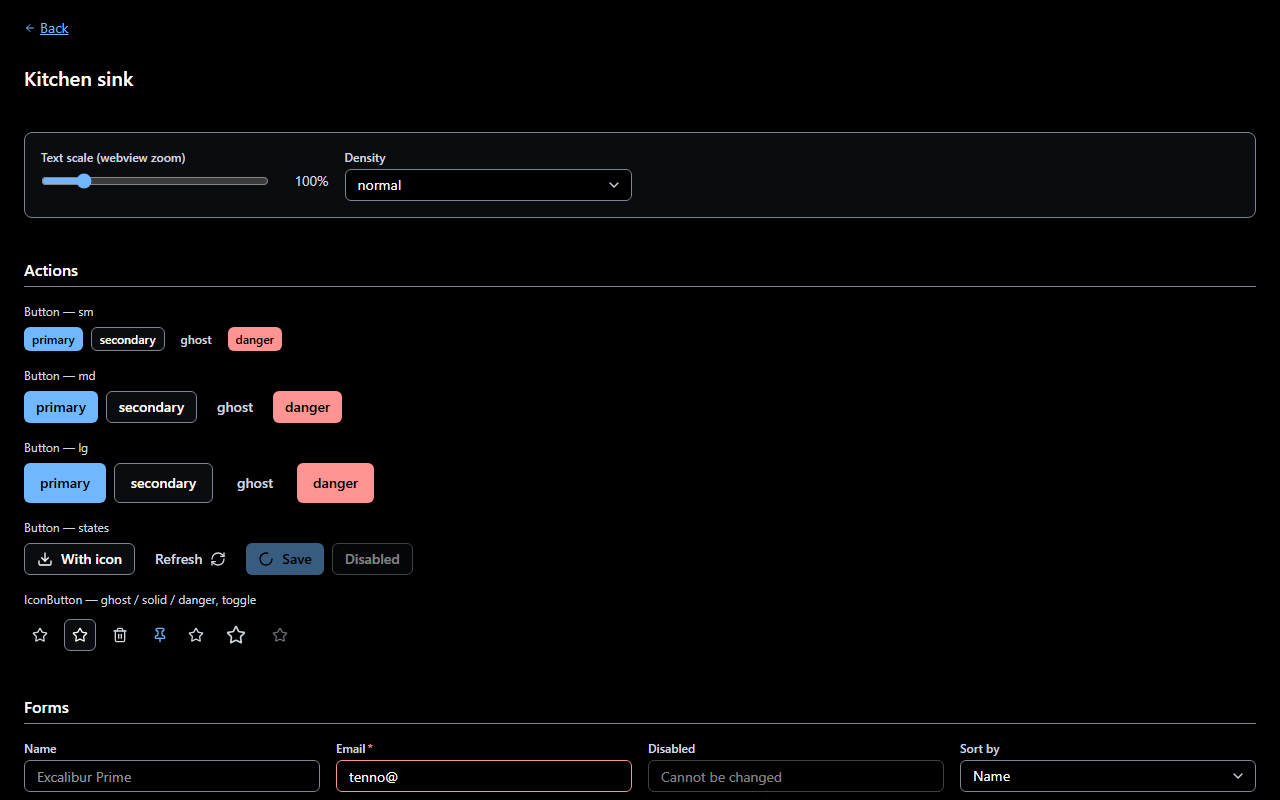 ← Back
Kitchen sink
Text scale (webview zoom)
Density
100%
normal
Actions
Button — sm
primary
secondary
ghost
danger
Button — md
primary
secondary
ghost
danger
Button — lg
primary
secondary
ghost
danger
Button — states
With icon
Refresh
Save
Disabled
IconButton — ghost / solid / danger, toggle
Forms
Name
Email *
Disabled
Sort by
Excalibur Prime
tenno@
Cannot be changed
Name